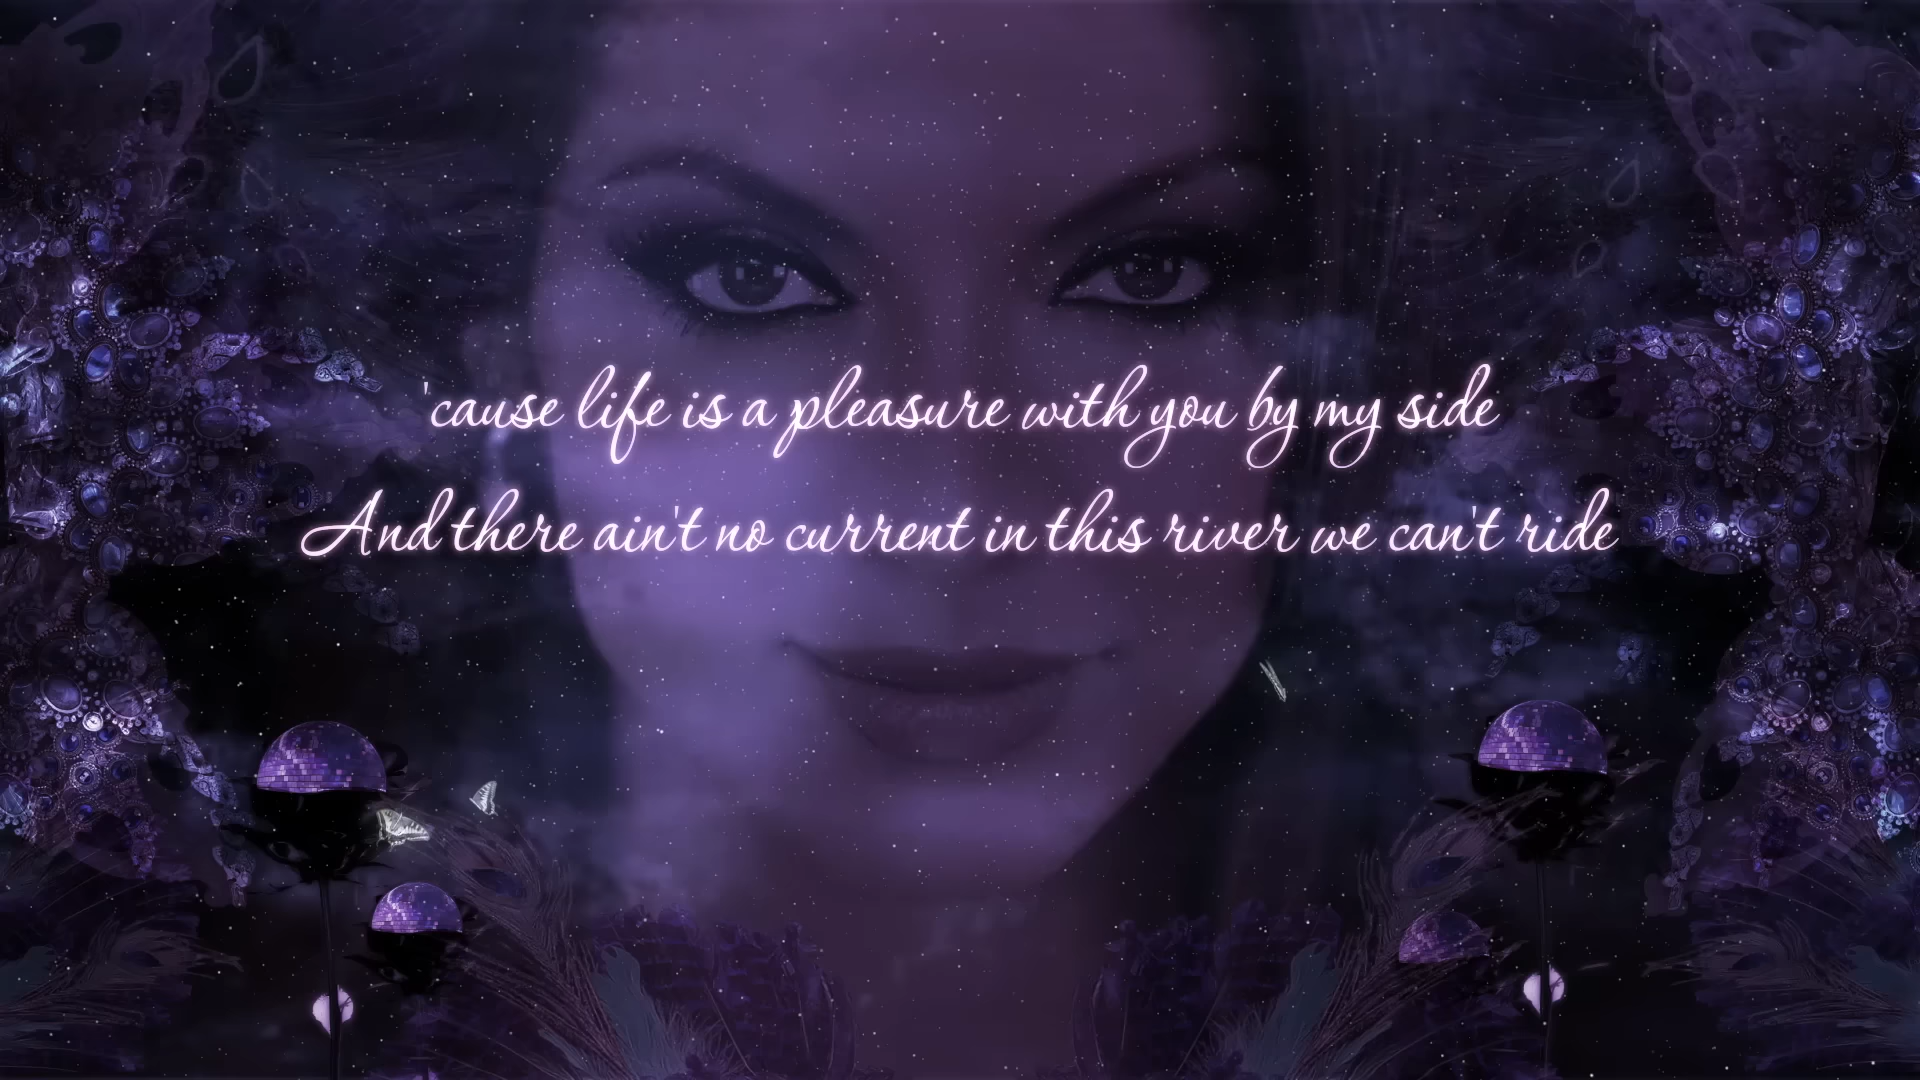 'cause life is a pleasure with you by my side
And there ain't no current in this river we can't ride